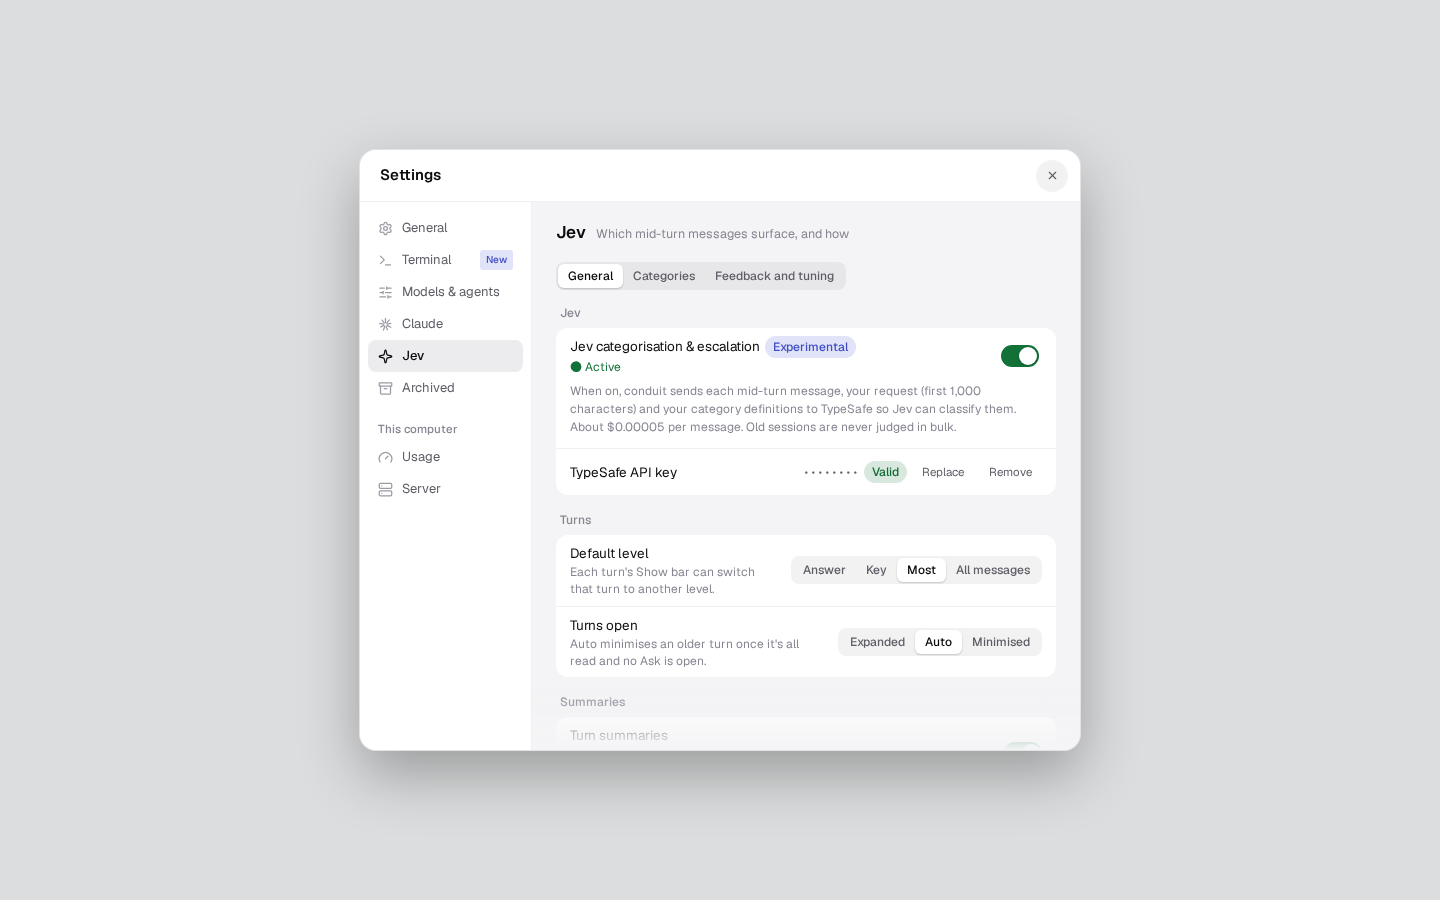 Settings
General
Terminal New
Models & agents
Claude
Jev
Archived
This computer
Usage
Server
Jev Which mid-turn messages surface, and how
General Categories Feedback and tuning
Jev
Jev categorisation & escalation Experimental
Active
When on, conduit sends each mid-turn message, your request (first 1,000
characters) and your category definitions to TypeSafe so Jev can classify them.
About $0.00005 per message. Old sessions are never judged in bulk.
TypeSafe API key ········ Valid Replace Remove
Turns
Default level
Each turn's Show bar can switch
that turn to another level.
Answer Key Most All messages
Turns open
Auto minimises an older turn once it's all
read and no Ask is open.
Expanded Auto Minimised
Summaries
Turn summaries